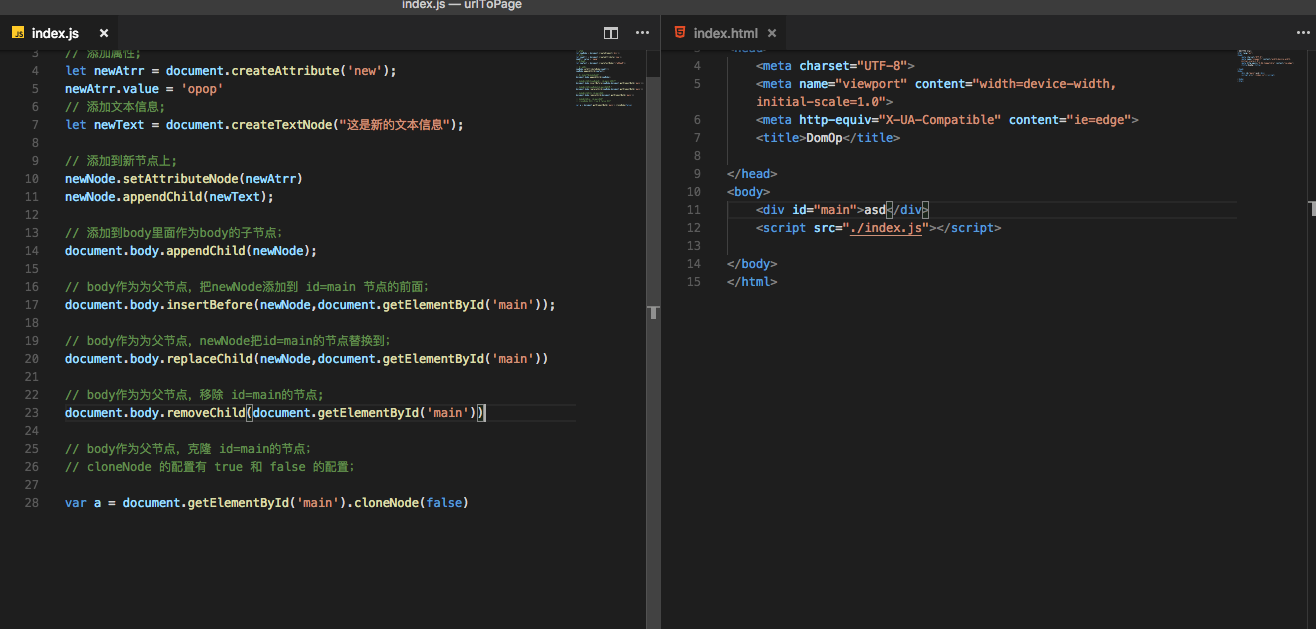 index.js — urlToPage
JS index.js ×
3 // 添加属性;
4 let newAtrr = document.createAttribute('new');
5 newAtrr.value = 'opop'
6 // 添加文本信息;
7 let newText = document.createTextNode("这是新的文本信息");
8
9 // 添加到新节点上;
10 newNode.setAttributeNode(newAtrr)
11 newNode.appendChild(newText);
12
13 // 添加到body里面作为body的子节点;
14 document.body.appendChild(newNode);
15
16 // body作为为父节点, 把newNode添加到 id=main 节点的前面;
17 document.body.insertBefore(newNode,document.getElementById('main'));
18
19 // body作为为父节点, newNode把id=main的节点替换到;
20 document.body.replaceChild(newNode,document.getElementById('main'))
21
22 // body作为为父节点, 移除 id=main的节点;
23 document.body.removeChild(document.getElementById('main'))
24
25 // body作为父节点, 克隆 id=main的节点;
26 // cloneNode 的配置有 true 和 false 的配置;
27
28 var a = document.getElementById('main').cloneNode(false)
index.html ×
3 <head>
4 <meta charset="UTF-8">
5 <meta name="viewport" content="width=device-width,
initial-scale=1.0">
6 <meta http-equiv="X-UA-Compatible" content="ie=edge">
7 <title>DomOp</title>
8
9 </head>
10 <body>
11 <div id="main">asd</div>
12 <script src="./index.js"></script>
13
14 </body>
15 </html>